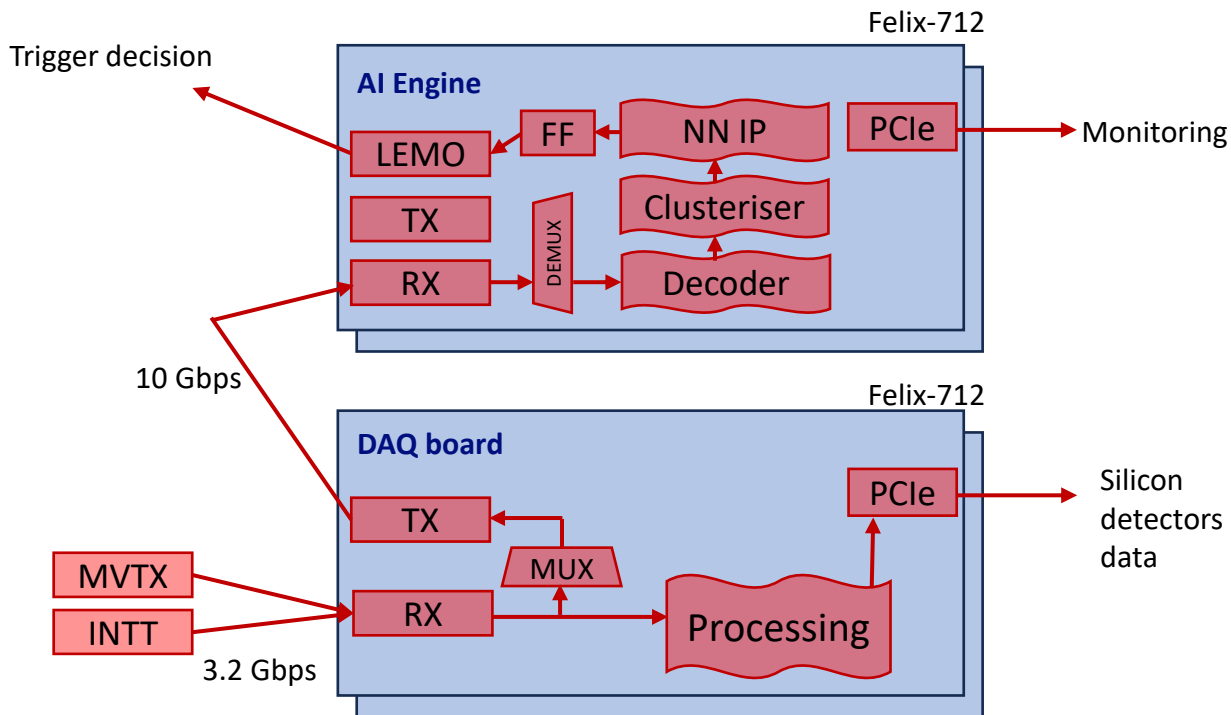 Felix-712
Trigger decision
AI Engine
LEMO
FF
NN IP
PCIe
Monitoring
TX
Clusteriser
RX
DEMUX
Decoder
10 Gbps
Felix-712
DAQ board
TX
PCIe
Silicon
detectors
data
MUX
MVTX
INTT
RX
Processing
3.2 Gbps